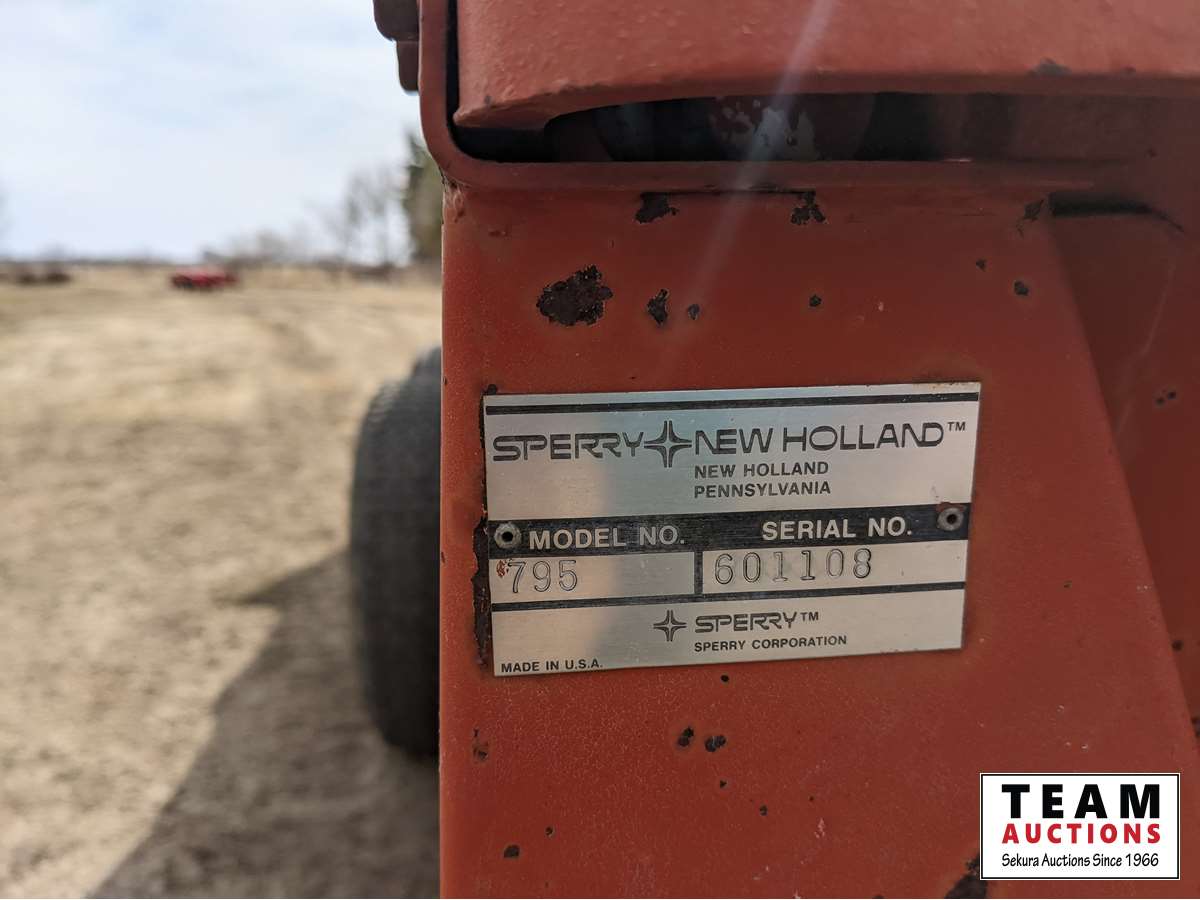 SPERRY NEW HOLLAND™
NEW HOLLAND
PENNSYLVANIA
MODEL NO. SERIAL NO.
795 601108
SPERRY™
SPERRY CORPORATION
MADE IN U.S.A.
TEAM
AUCTIONS
Sekura Auctions Since 1966